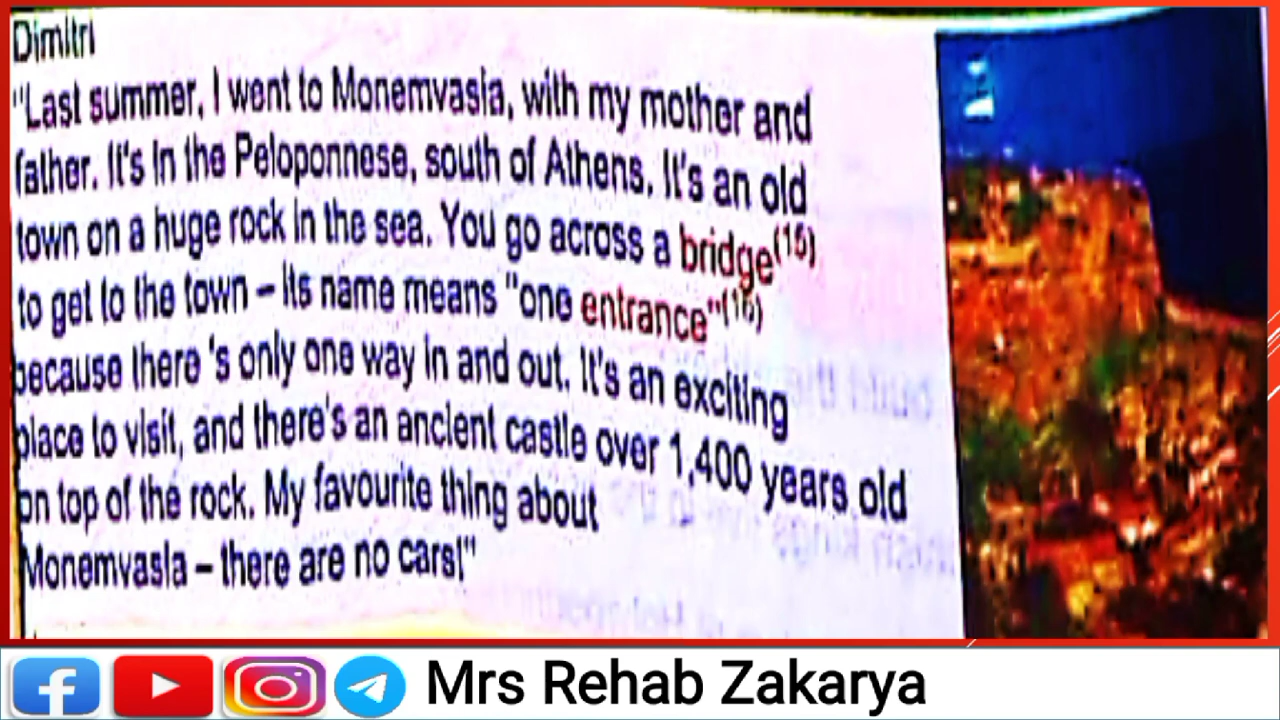 Dimitri
"Last summer, I went to Monemvasia, with my mother and
father. It's in the Peloponnese, south of Athens. It's an old
town on a huge rock in the sea. You go across a bridge(15)
to get to the town – its name means "one entrance"(16)
because there 's only one way in and out. It's an exciting
place to visit, and there's an ancient castle over 1,400 years old
on top of the rock. My favourite thing about
Monemvasia – there are no cars!"
Mrs Rehab Zakarya